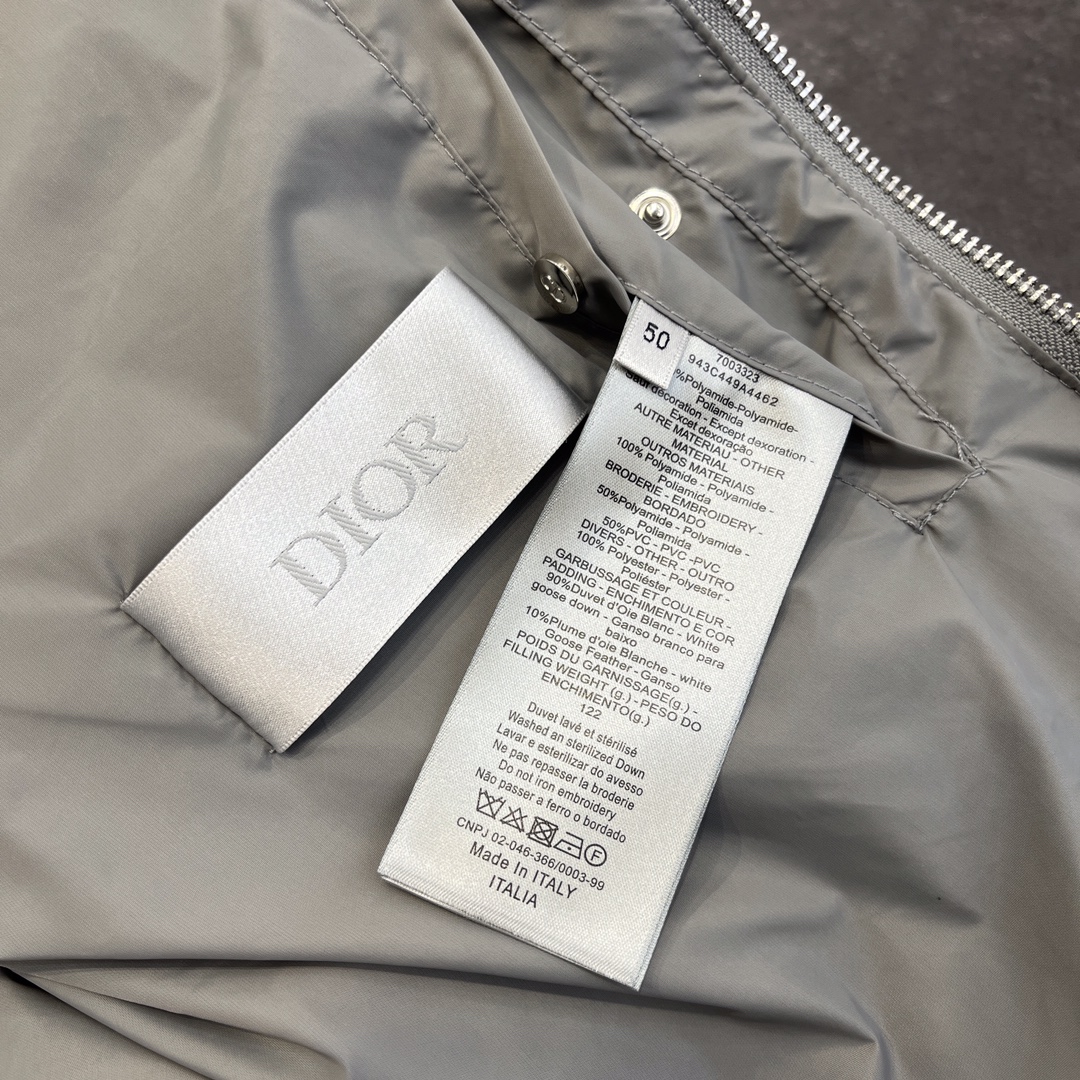 DIOR
50
7003323
943C449A4462
%Polyamide-Polyamide-
Poliamida
Sauf décoration - Except dexoration -
Excet dexoração
AUTRE MATERIAU - OTHER
MATERIAL
OUTROS MATERIAIS
100% Polyamide - Polyamide -
Poliamida
BRODERIE - EMBROIDERY -
BORDADO
50%Polyamide - Polyamide -
Poliamida
50%PVC - PVC -PVC
DIVERS - OTHER - OUTRO
100% Polyester - Polyester -
Poliéster
GARBUSSAGE ET COULEUR -
PADDING - ENCHIMENTO E COR
90%Duvet d'Oie Blanc - White
goose down - Ganso branco para
baixo
10%Plume d'oie Blanche - white
Goose Feather - Ganso
POIDS DU GARNISSAGE(g.) -
FILLING WEIGHT (g.) - PESO DO
ENCHIMENTO(g.)
122
Duvet lavé et stérilisé
Washed an sterilized Down
Lavar e esterilizar do avesso
Ne pas repasser la broderie
Do not iron embroidery
Não passar a ferro o bordado
CNPJ 02-046-366/0003-99
Made In ITALY
ITALIA